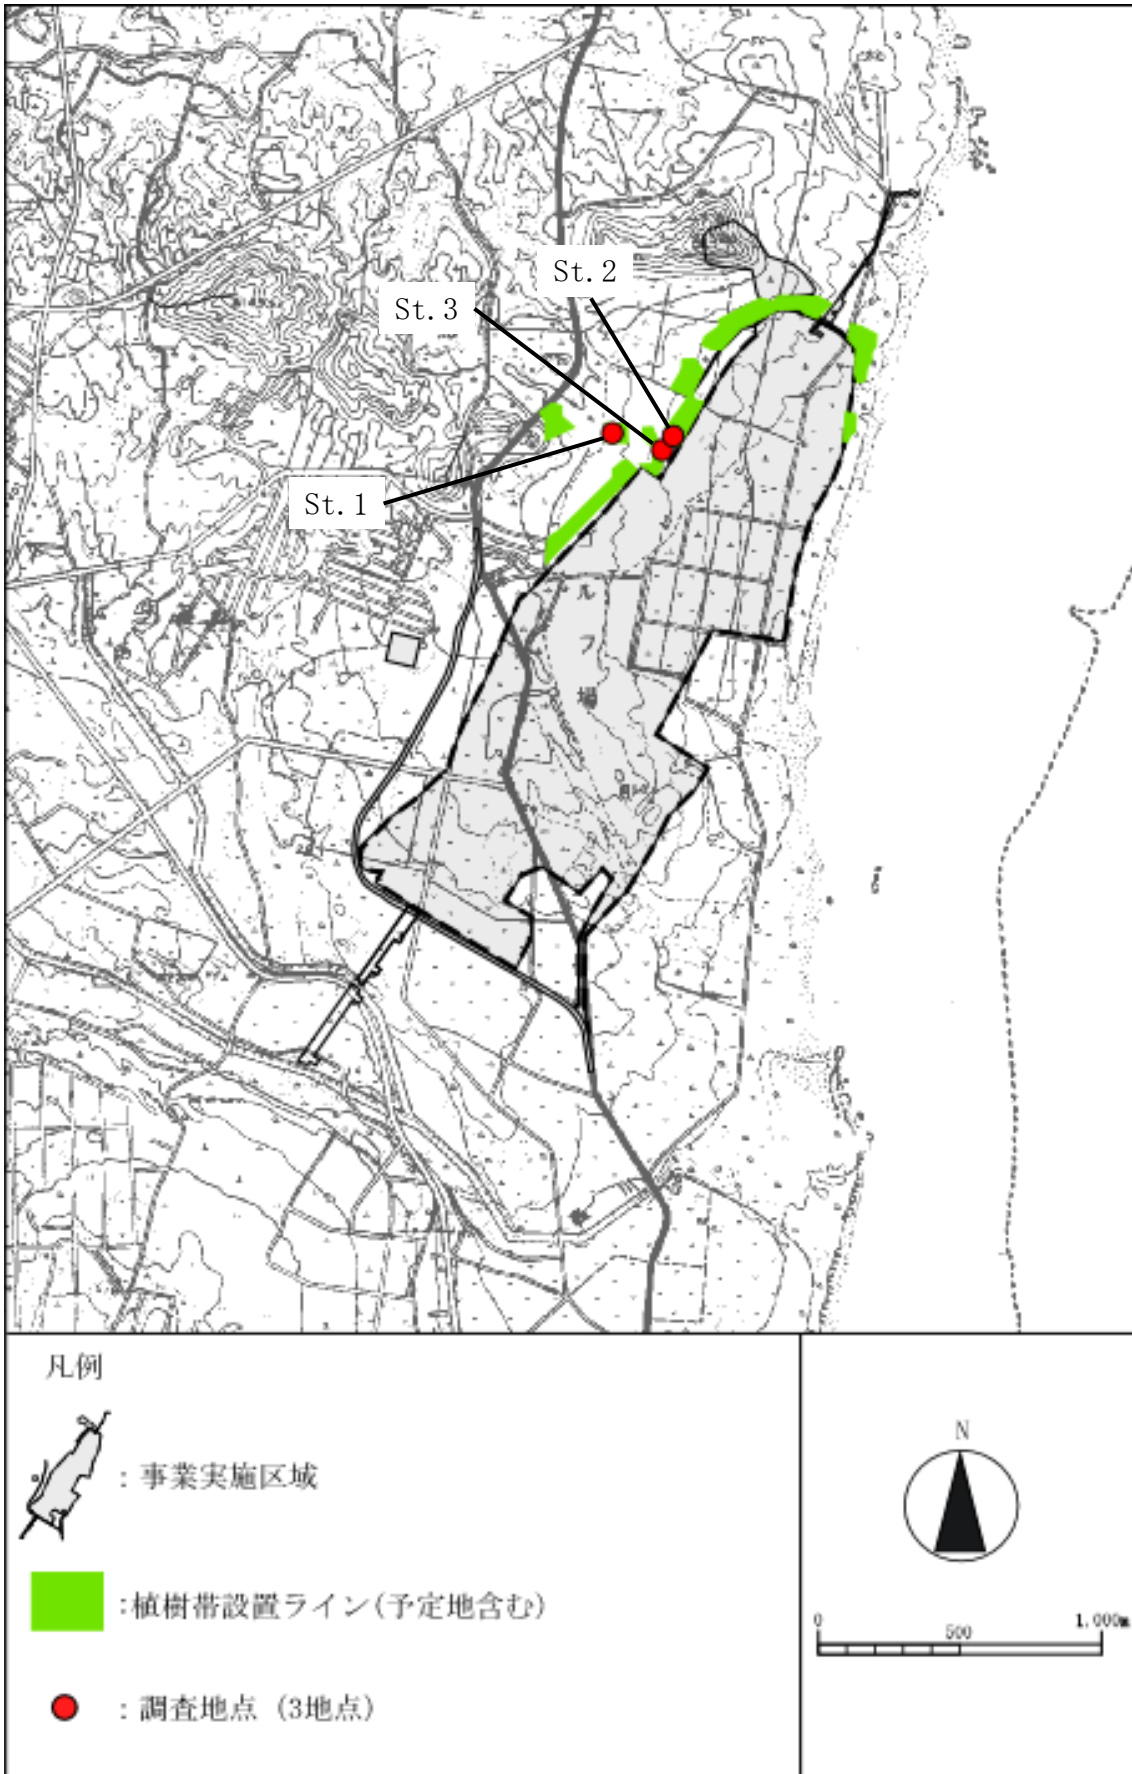 St.2
St.3
St.1
ゴルフ場
凡例
：事業実施区域
：植樹帯設置ライン(予定地含む)
：調査地点 (3地点)
N
0
500
1,000m